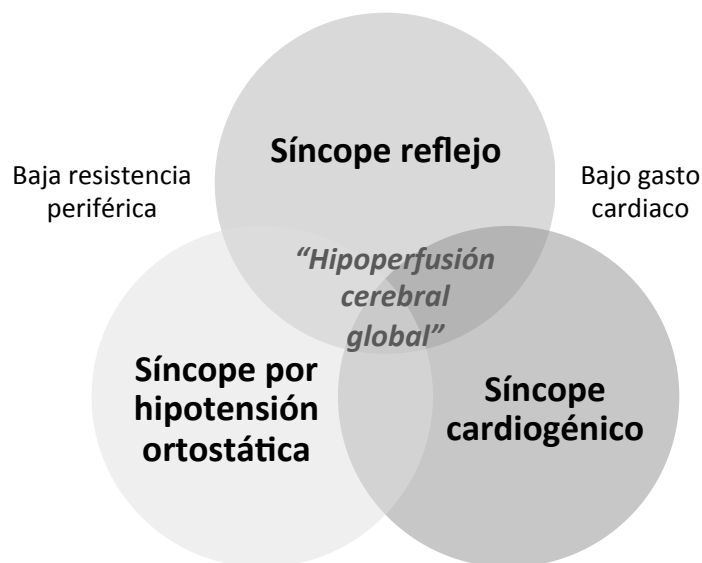 Síncope reflejo
Baja resistencia
periférica
Bajo gasto
cardiaco
“Hipoperfusión
cerebral
global”
Síncope por
hipotensión
ortostática
Síncope
cardiogénico